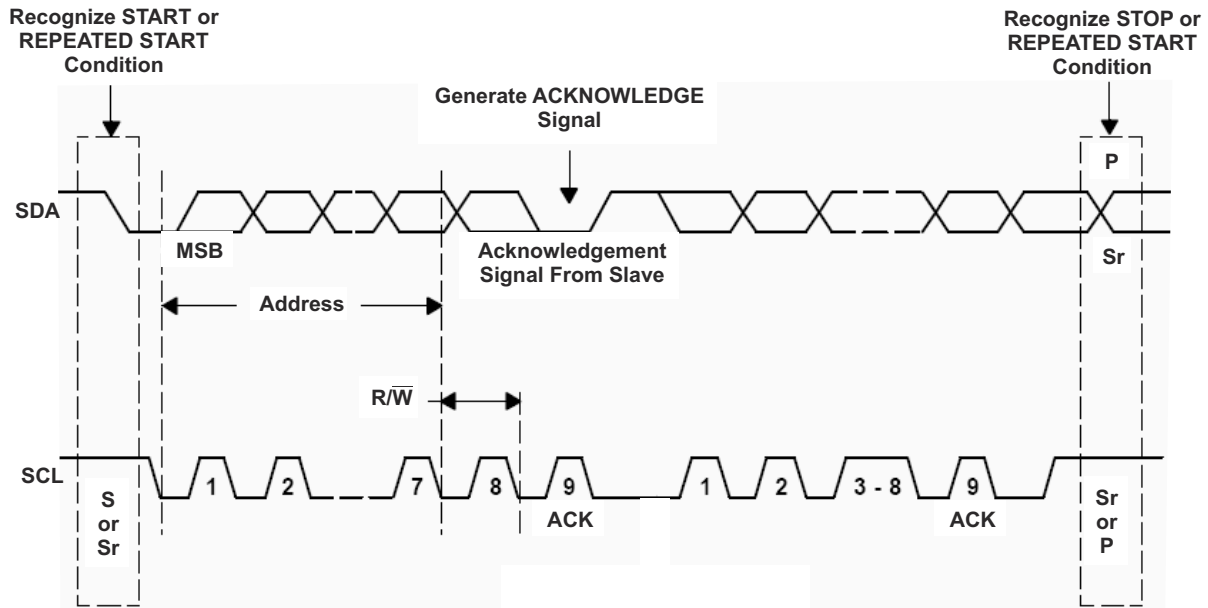 Recognize START or
REPEATED START
Condition
Recognize STOP or
REPEATED START
Condition
Generate ACKNOWLEDGE
Signal
P
SDA
MSB
Acknowledgement
Signal From Slave
Sr
Address
R/W̅
SCL
1
2
7
8
9
1
2
3 - 8
9
S
or
Sr
ACK
ACK
Sr
or
P